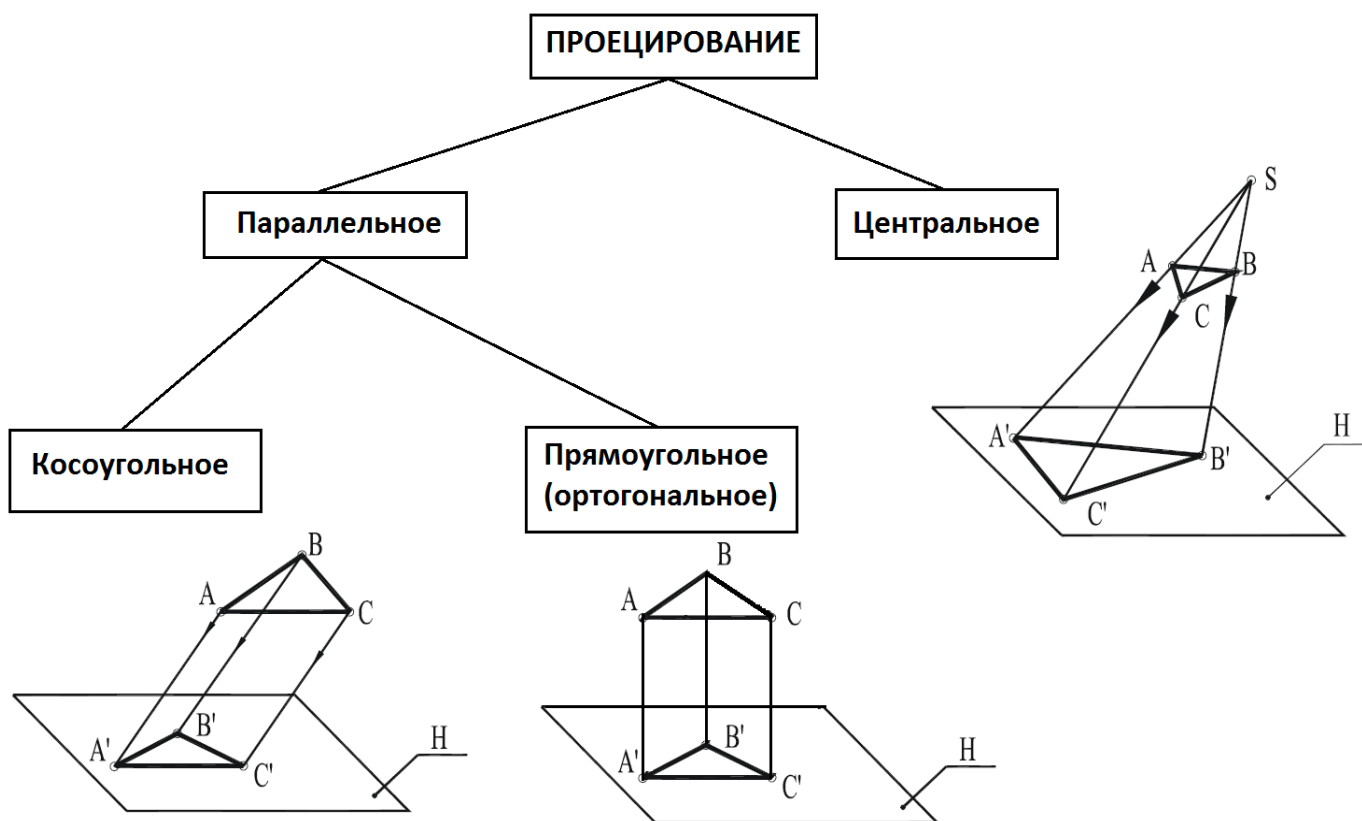 ПРОЕЦИРОВАНИЕ
Параллельное
Центральное
S
A
B
C
A'
B'
C'
H
Косоугольное
Прямоугольное
(ортогональное)
B
A
C
B'
A'
C'
H
B
A
C
B'
A'
C'
H